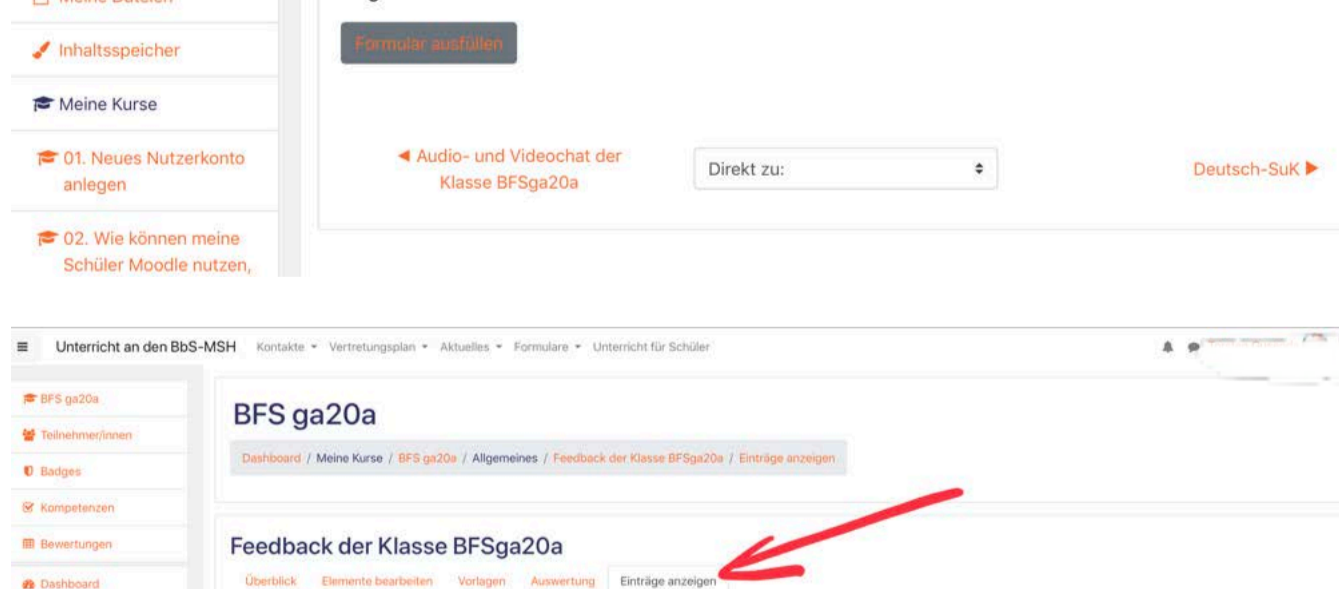 Meine Dateien
Inhaltsspeicher
Formular ausfüllen
Meine Kurse
01. Neues Nutzerkonto
anlegen
◄ Audio- und Videochat der
Klasse BFSga20a
Direkt zu:
Deutsch-SuK ►
02. Wie können meine
Schüler Moodle nutzen,
Unterricht an den BbS-MSH Kontakte Vertretungsplan Aktuelles Formulare Unterricht für Schüler
BFS ga20a
Teilnehmer/innen
Badges
Kompetenzen
Bewertungen
Dashboard
BFS ga20a
Dashboard / Meine Kurse / BFS ga20a / Allgemeines / Feedback der Klasse BFSga20a / Einträge anzeigen
Feedback der Klasse BFSga20a
Überblick Elemente bearbeiten Vorlagen Auswertung Einträge anzeigen